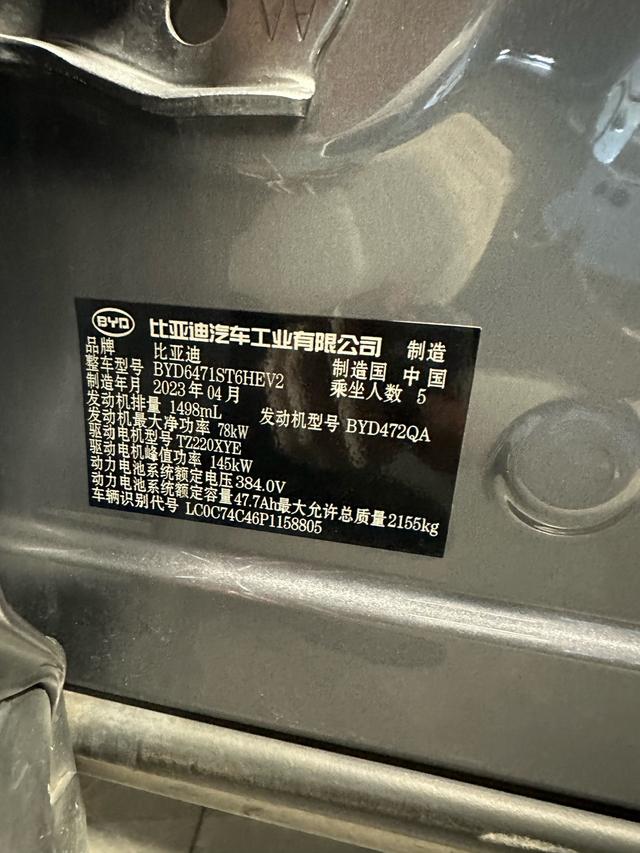 BYD 比亚迪汽车工业有限公司 制造
品牌 比亚迪 制造国 中国
整车型号 BYD6471ST6HEV2 乘坐人数 5
制造年月 2023年04月
发动机排量 1498mL 发动机型号 BYD472QA
发动机最大净功率 78kW
驱动电机型号 TZ220XYE
驱动电机峰值功率 145kW
动力电池系统额定电压 384.0V
动力电池系统额定容量 47.7Ah 最大允许总质量 2155kg
车辆识别代号 LC0C74C46P1158805